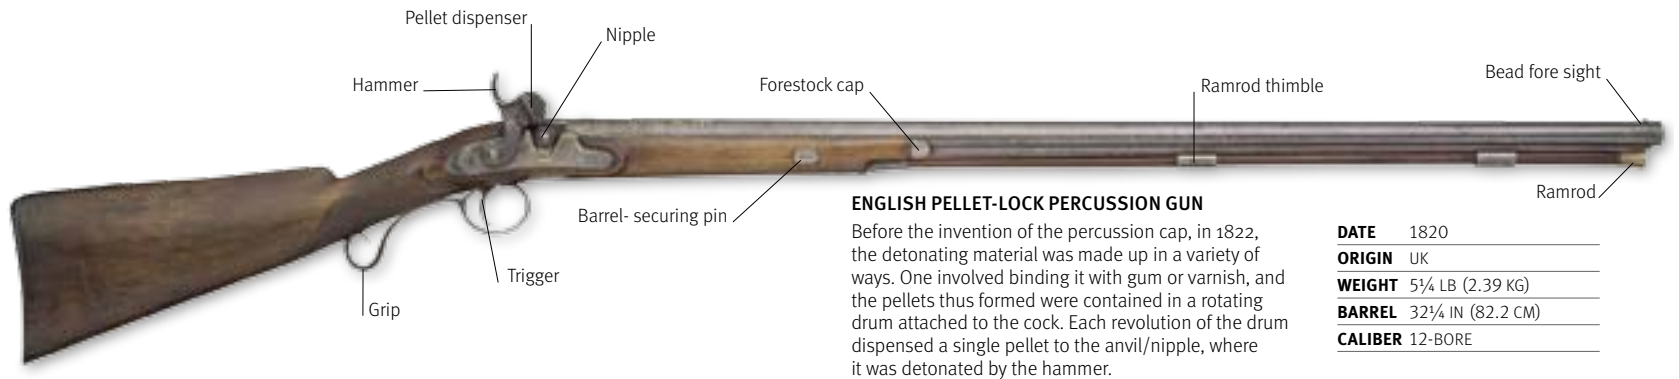 Pellet dispenser
Nipple
Hammer
Forestock cap
Ramrod thimble
Bead fore sight
Barrel- securing pin
Trigger
Grip
Ramrod
ENGLISH PELLET-LOCK PERCUSSION GUN
Before the invention of the percussion cap, in 1822,
the detonating material was made up in a variety of
ways. One involved binding it with gum or varnish, and
the pellets thus formed were contained in a rotating
drum attached to the cock. Each revolution of the drum
dispensed a single pellet to the anvil/nipple, where
it was detonated by the hammer.
DATE 1820
ORIGIN UK
WEIGHT 5¼ LB (2.39 KG)
BARREL 32¼ IN (82.2 CM)
CALIBER 12-BORE